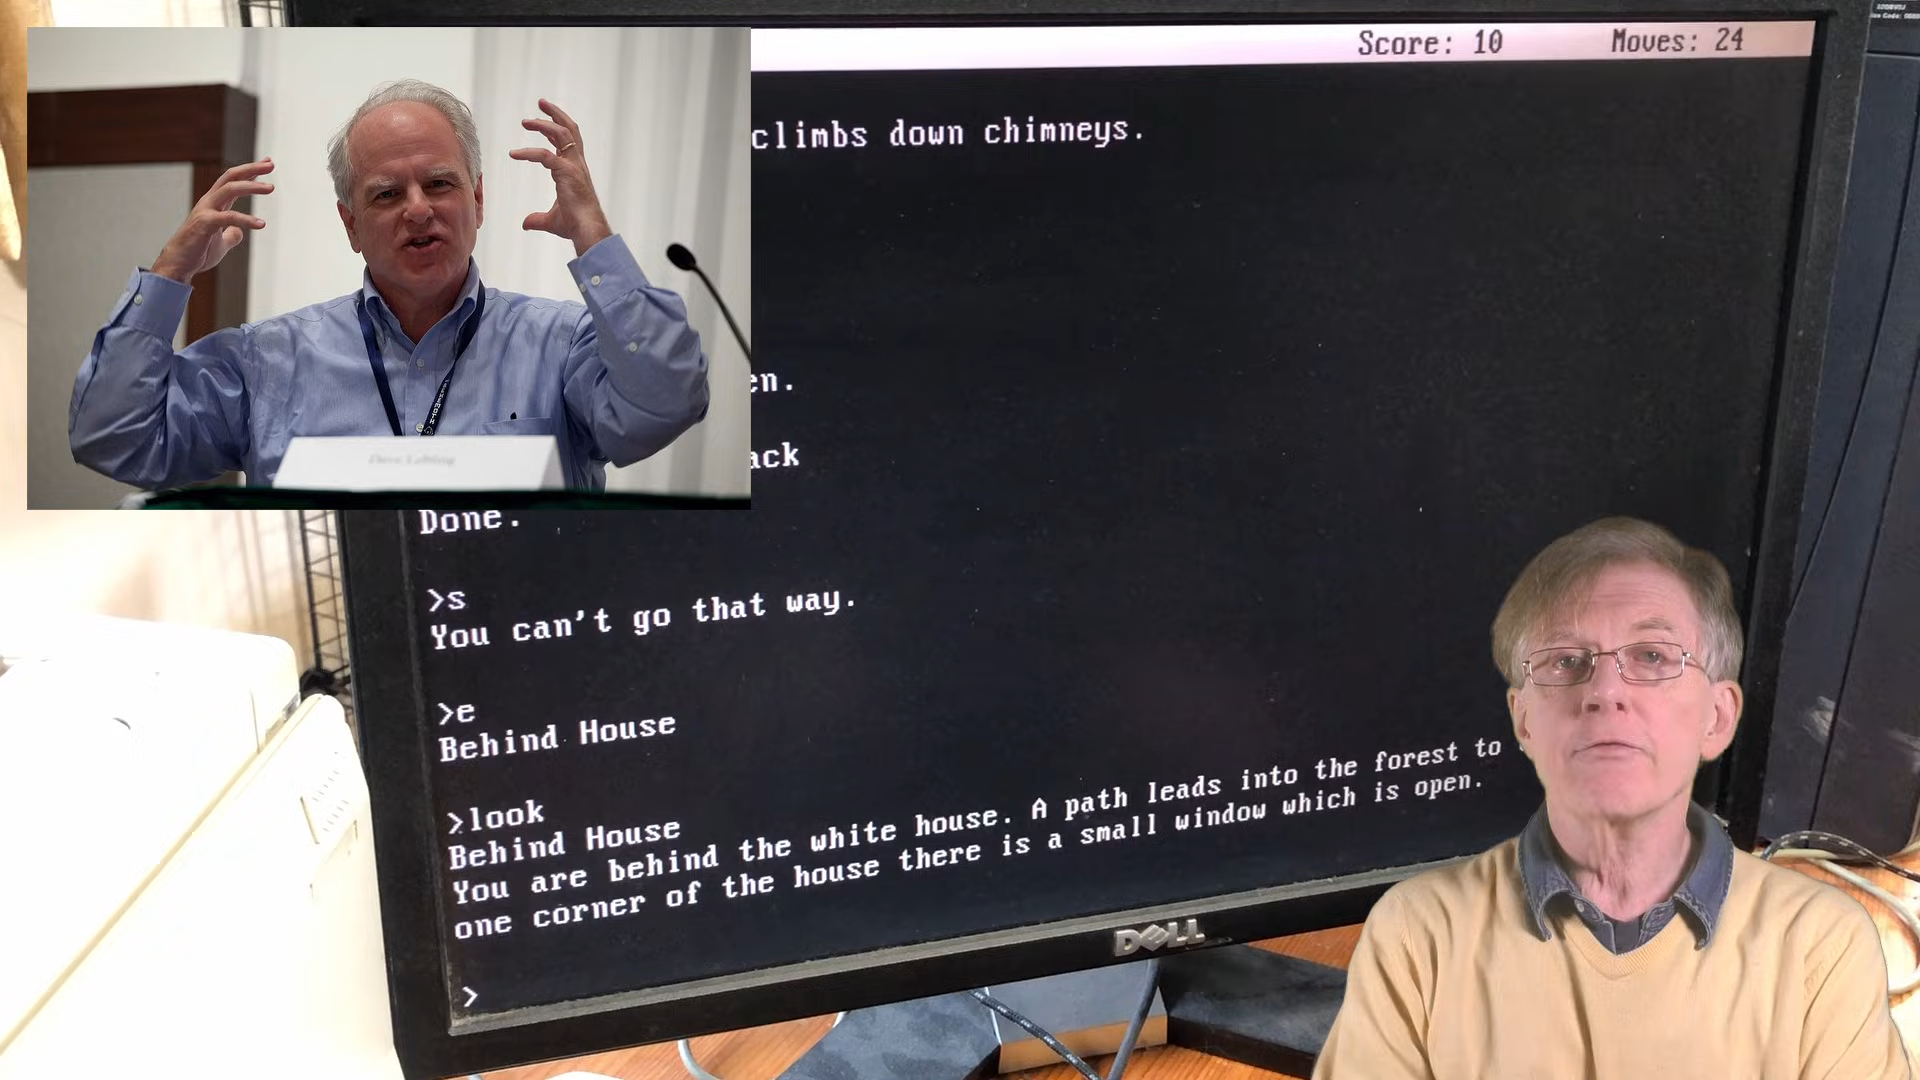 Score: 10 Moves: 24
climbs down chimneys.
en.
ack
Done.
>s
You can't go that way.
>e
Behind House
>look
Behind House
You are behind the white house. A path leads into the forest to
one corner of the house there is a small window which is open.
>
DELL
Dave Lebling